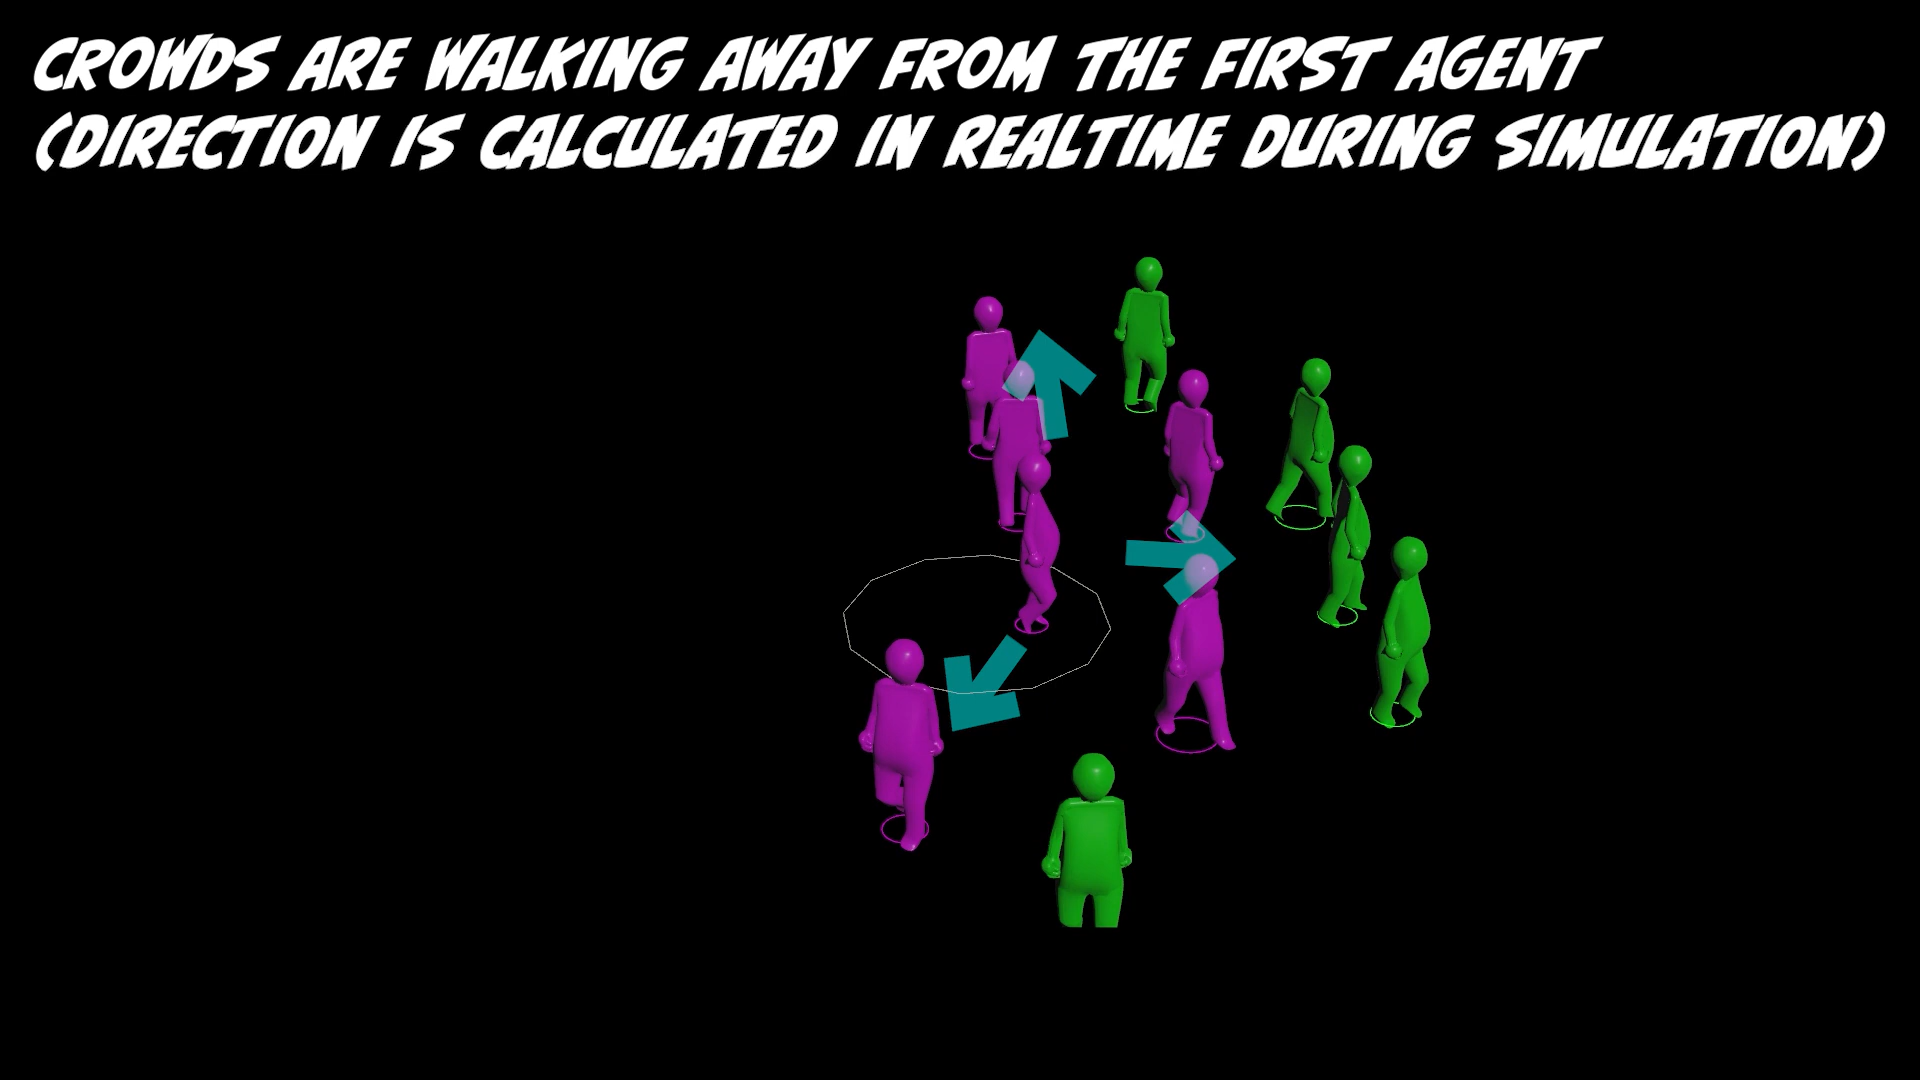 CROWDS ARE WALKING AWAY FROM THE FIRST AGENT
(DIRECTION IS CALCULATED IN REALTIME DURING SIMULATION)